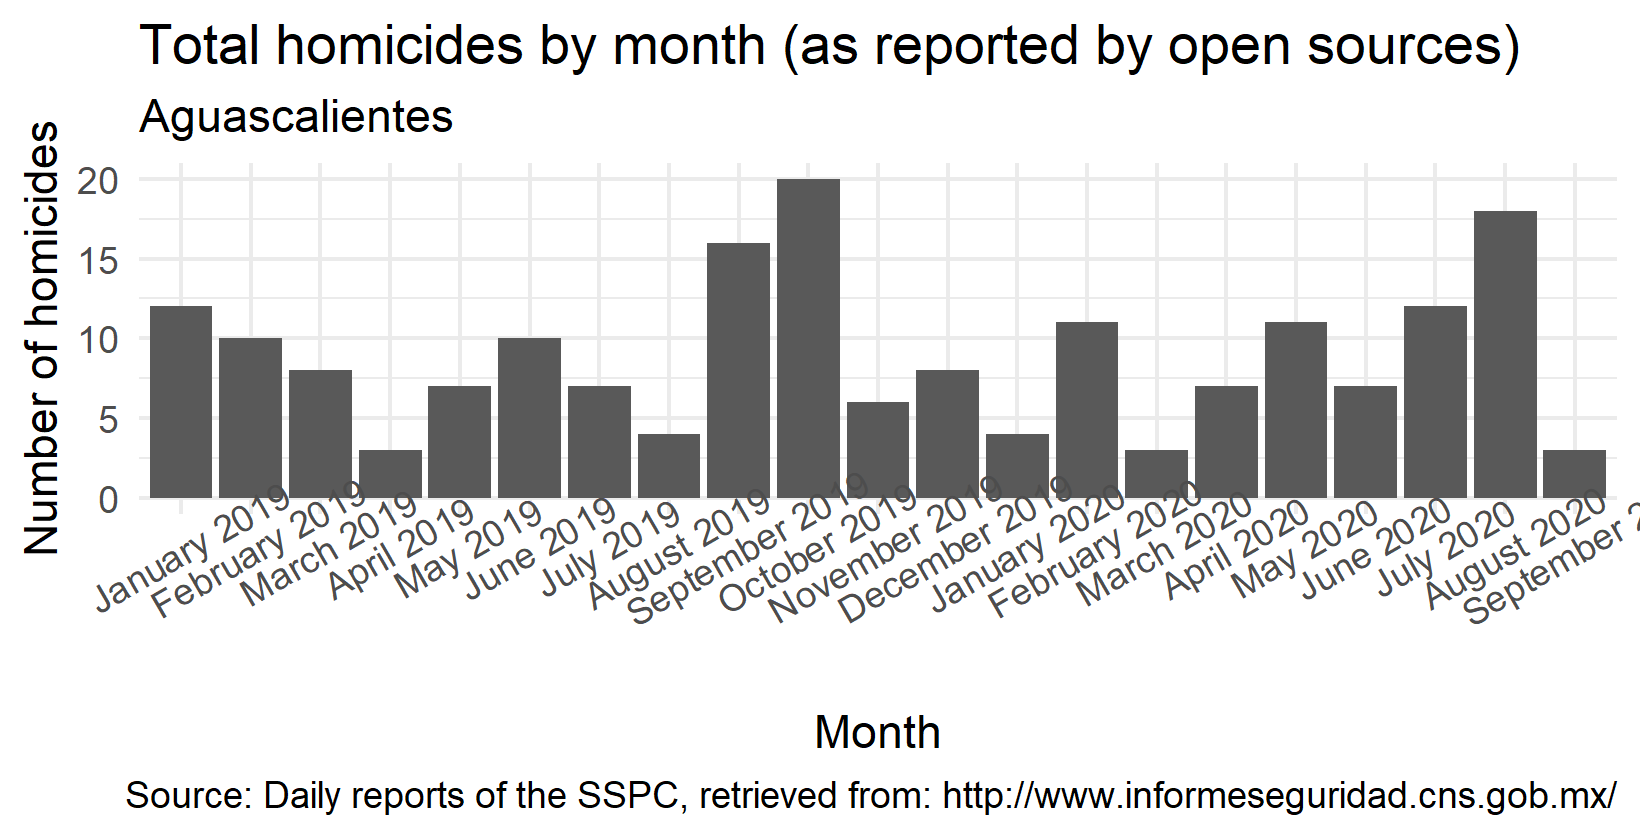 Total homicides by month (as reported by open sources)
Aguascalientes
Number of homicides
20
15
10
5
0
January 2019
February 2019
March 2019
April 2019
May 2019
June 2019
July 2019
August 2019
September 2019
October 2019
November 2019
December 2019
January 2020
February 2020
March 2020
April 2020
May 2020
June 2020
July 2020
August 2020
September 2
Month
Source: Daily reports of the SSPC, retrieved from: http://www.informeseguridad.cns.gob.mx/